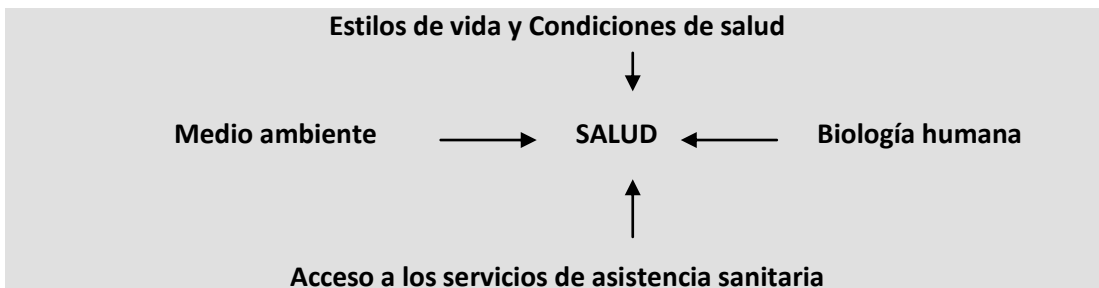 Estilos de vida y Condiciones de salud
Medio ambiente SALUD Biología humana
Acceso a los servicios de asistencia sanitaria